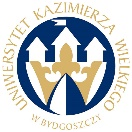 UNIWERSYTET KAZIMIERZA WIELKIEGO
W BYDGOSZCZY